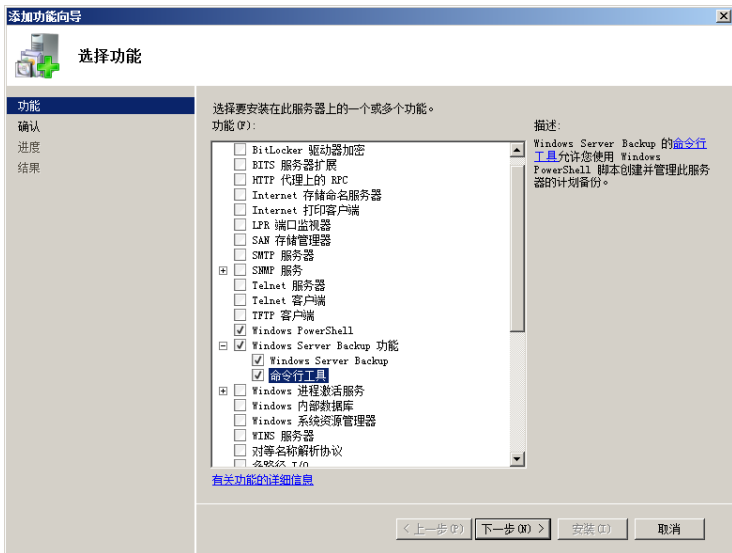 添加功能向导
选择功能
功能
确认
进度
结果
选择要安装在此服务器上的一个或多个功能。
功能(F):
BitLocker 驱动器加密
BITS 服务器扩展
HTTP 代理上的 RPC
Internet 存储命名服务器
Internet 打印客户端
LPR 端口监视器
SAN 存储管理器
SMTP 服务器
SNMP 服务
Telnet 服务器
Telnet 客户端
TFTP 客户端
Windows PowerShell
Windows Server Backup 功能
Windows Server Backup
命令行工具
Windows 进程激活服务
Windows 内部数据库
Windows 系统资源管理器
WINS 服务器
对等名称解析协议
多路径 I/O
有关功能的详细信息
描述:
Windows Server Backup 的命令行
工具允许您使用 Windows
PowerShell 脚本创建并管理此服务
器的计划备份。
< 上一步(P)
下一步(N) >
安装(I)
取消